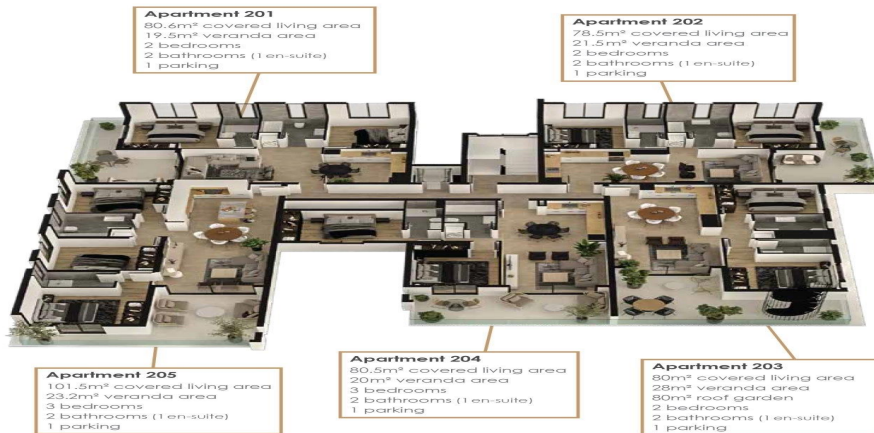 Apartment 201
80.6m² covered living area
19.5m² veranda area
2 bedrooms
2 bathrooms (1 en-suite)
1 parking
Apartment 202
78.5m² covered living area
21.5m² veranda area
2 bedrooms
2 bathrooms (1 en-suite)
1 parking
Apartment 205
101.5m² covered living area
23.2m² veranda area
3 bedrooms
2 bathrooms (1 en-suite)
1 parking
Apartment 204
80.5m² covered living area
20m² veranda area
3 bedrooms
2 bathrooms (1 en-suite)
1 parking
Apartment 203
80m² covered living area
28m² veranda area
80m² roof garden
2 bedrooms
2 bathrooms (1 en-suite)
1 parking